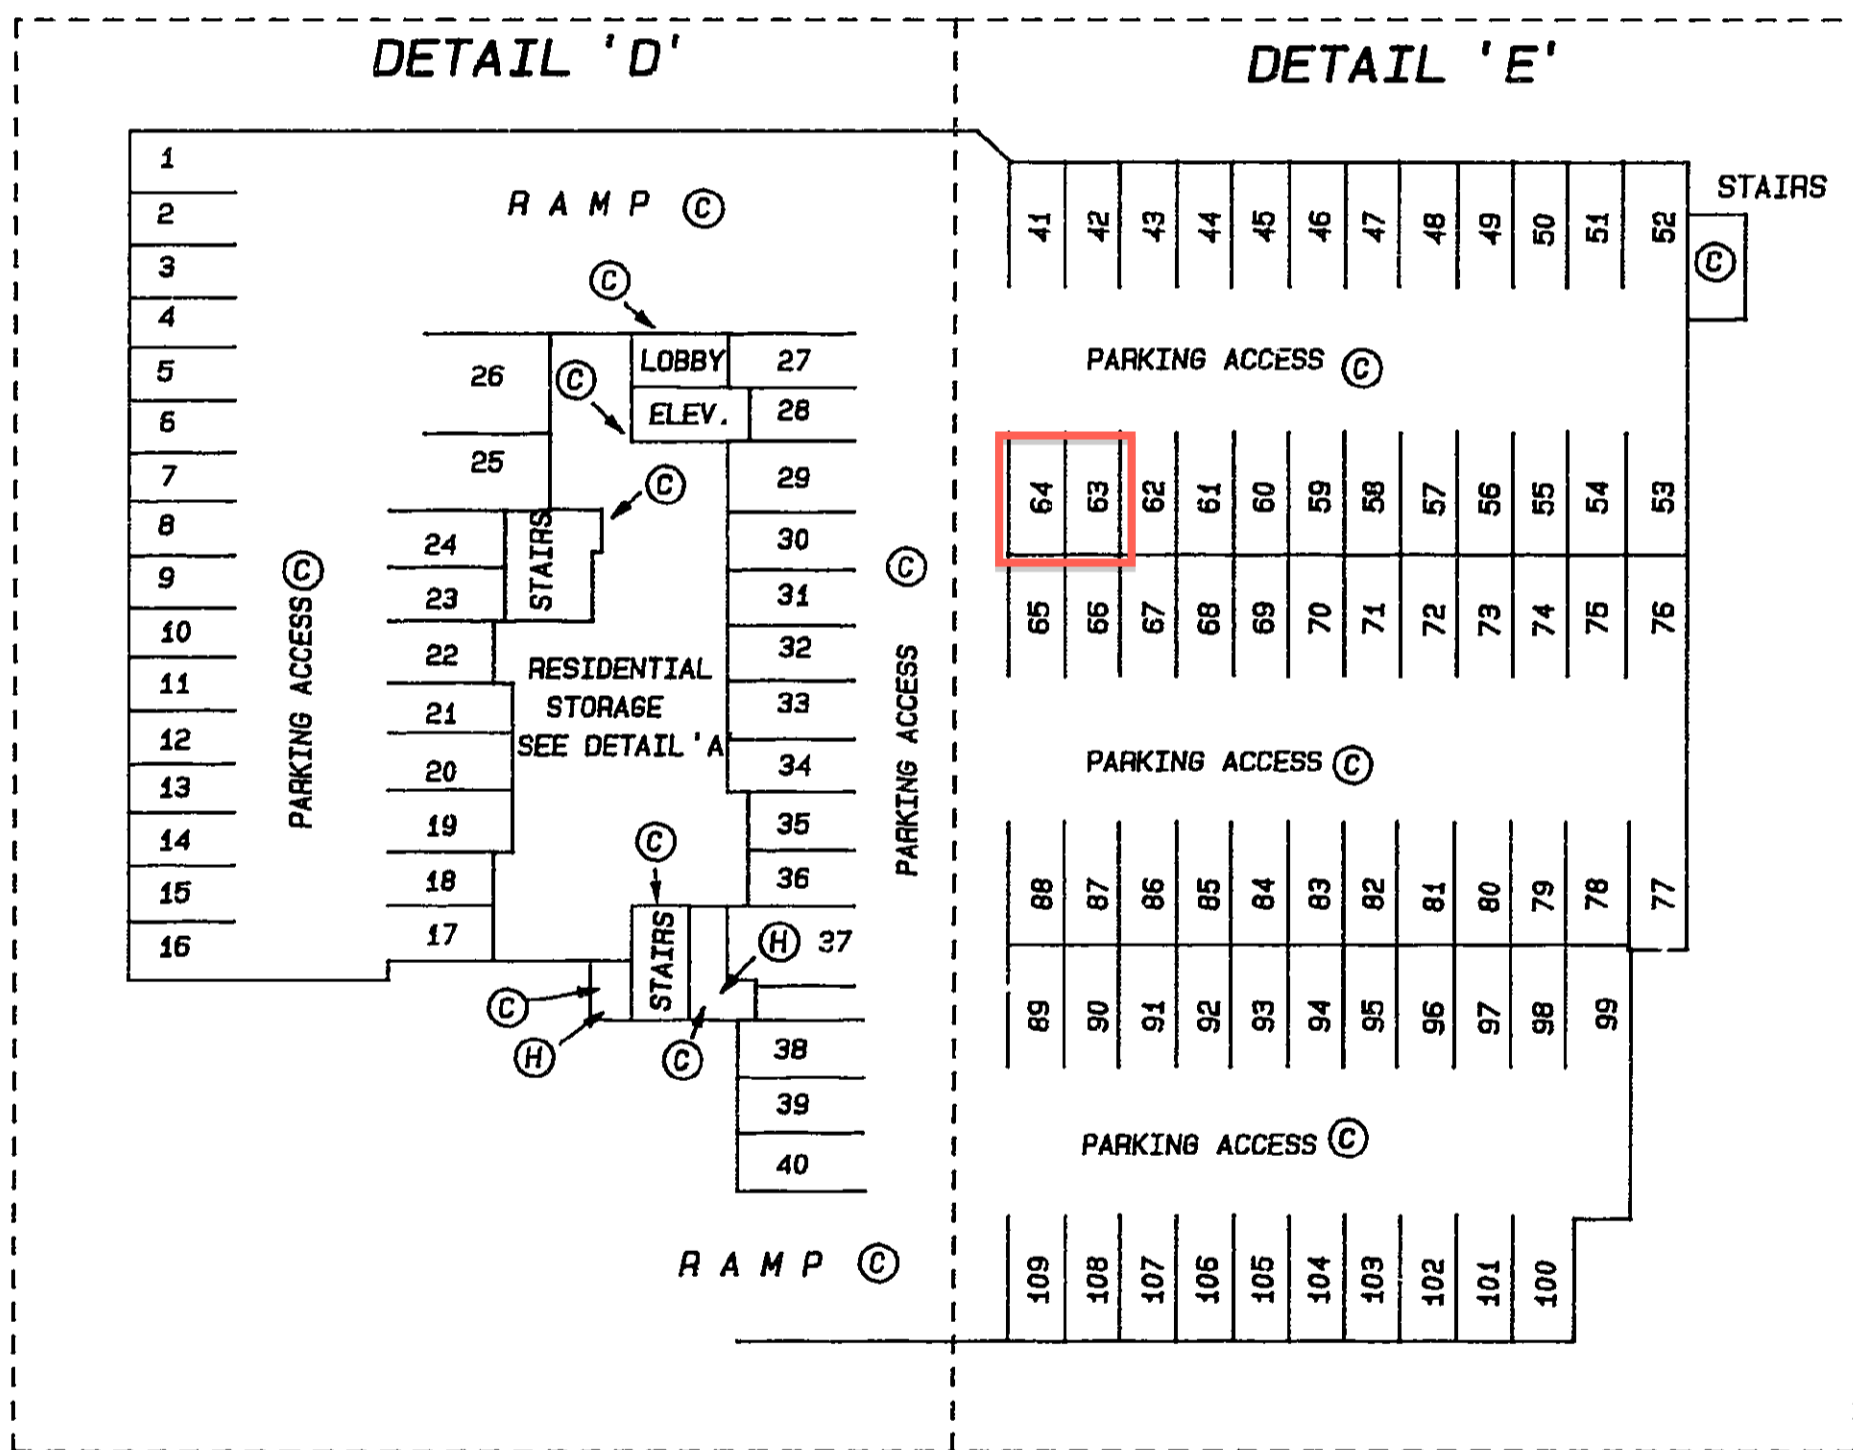 DETAIL 'D'
1
2
3
4
5
6
7
8
9
10
11
12
13
14
15
16
PARKING ACCESS C
RAMP C
C
LOBBY
C
ELEV.
C
STAIRS
26
25
24
23
22
21
20
19
18
17
RESIDENTIAL
STORAGE
SEE DETAIL 'A
27
28
29
30
31
32
33
34
35
36
37
38
39
40
C
STAIRS
H
C
H
C
PARKING ACCESS C
RAMP C
DETAIL 'E'
41 42 43 44 45 46 47 48 49 50 51 52
STAIRS
C
PARKING ACCESS C
64 63 62 61 60 59 58 57 56 55 54 53
65 66 67 68 69 70 71 72 73 74 75 76
PARKING ACCESS C
88 87 86 85 84 83 82 81 80 79 78 77
89 90 91 92 93 94 95 96 97 98 99
PARKING ACCESS C
109 108 107 106 105 104 103 102 101 100